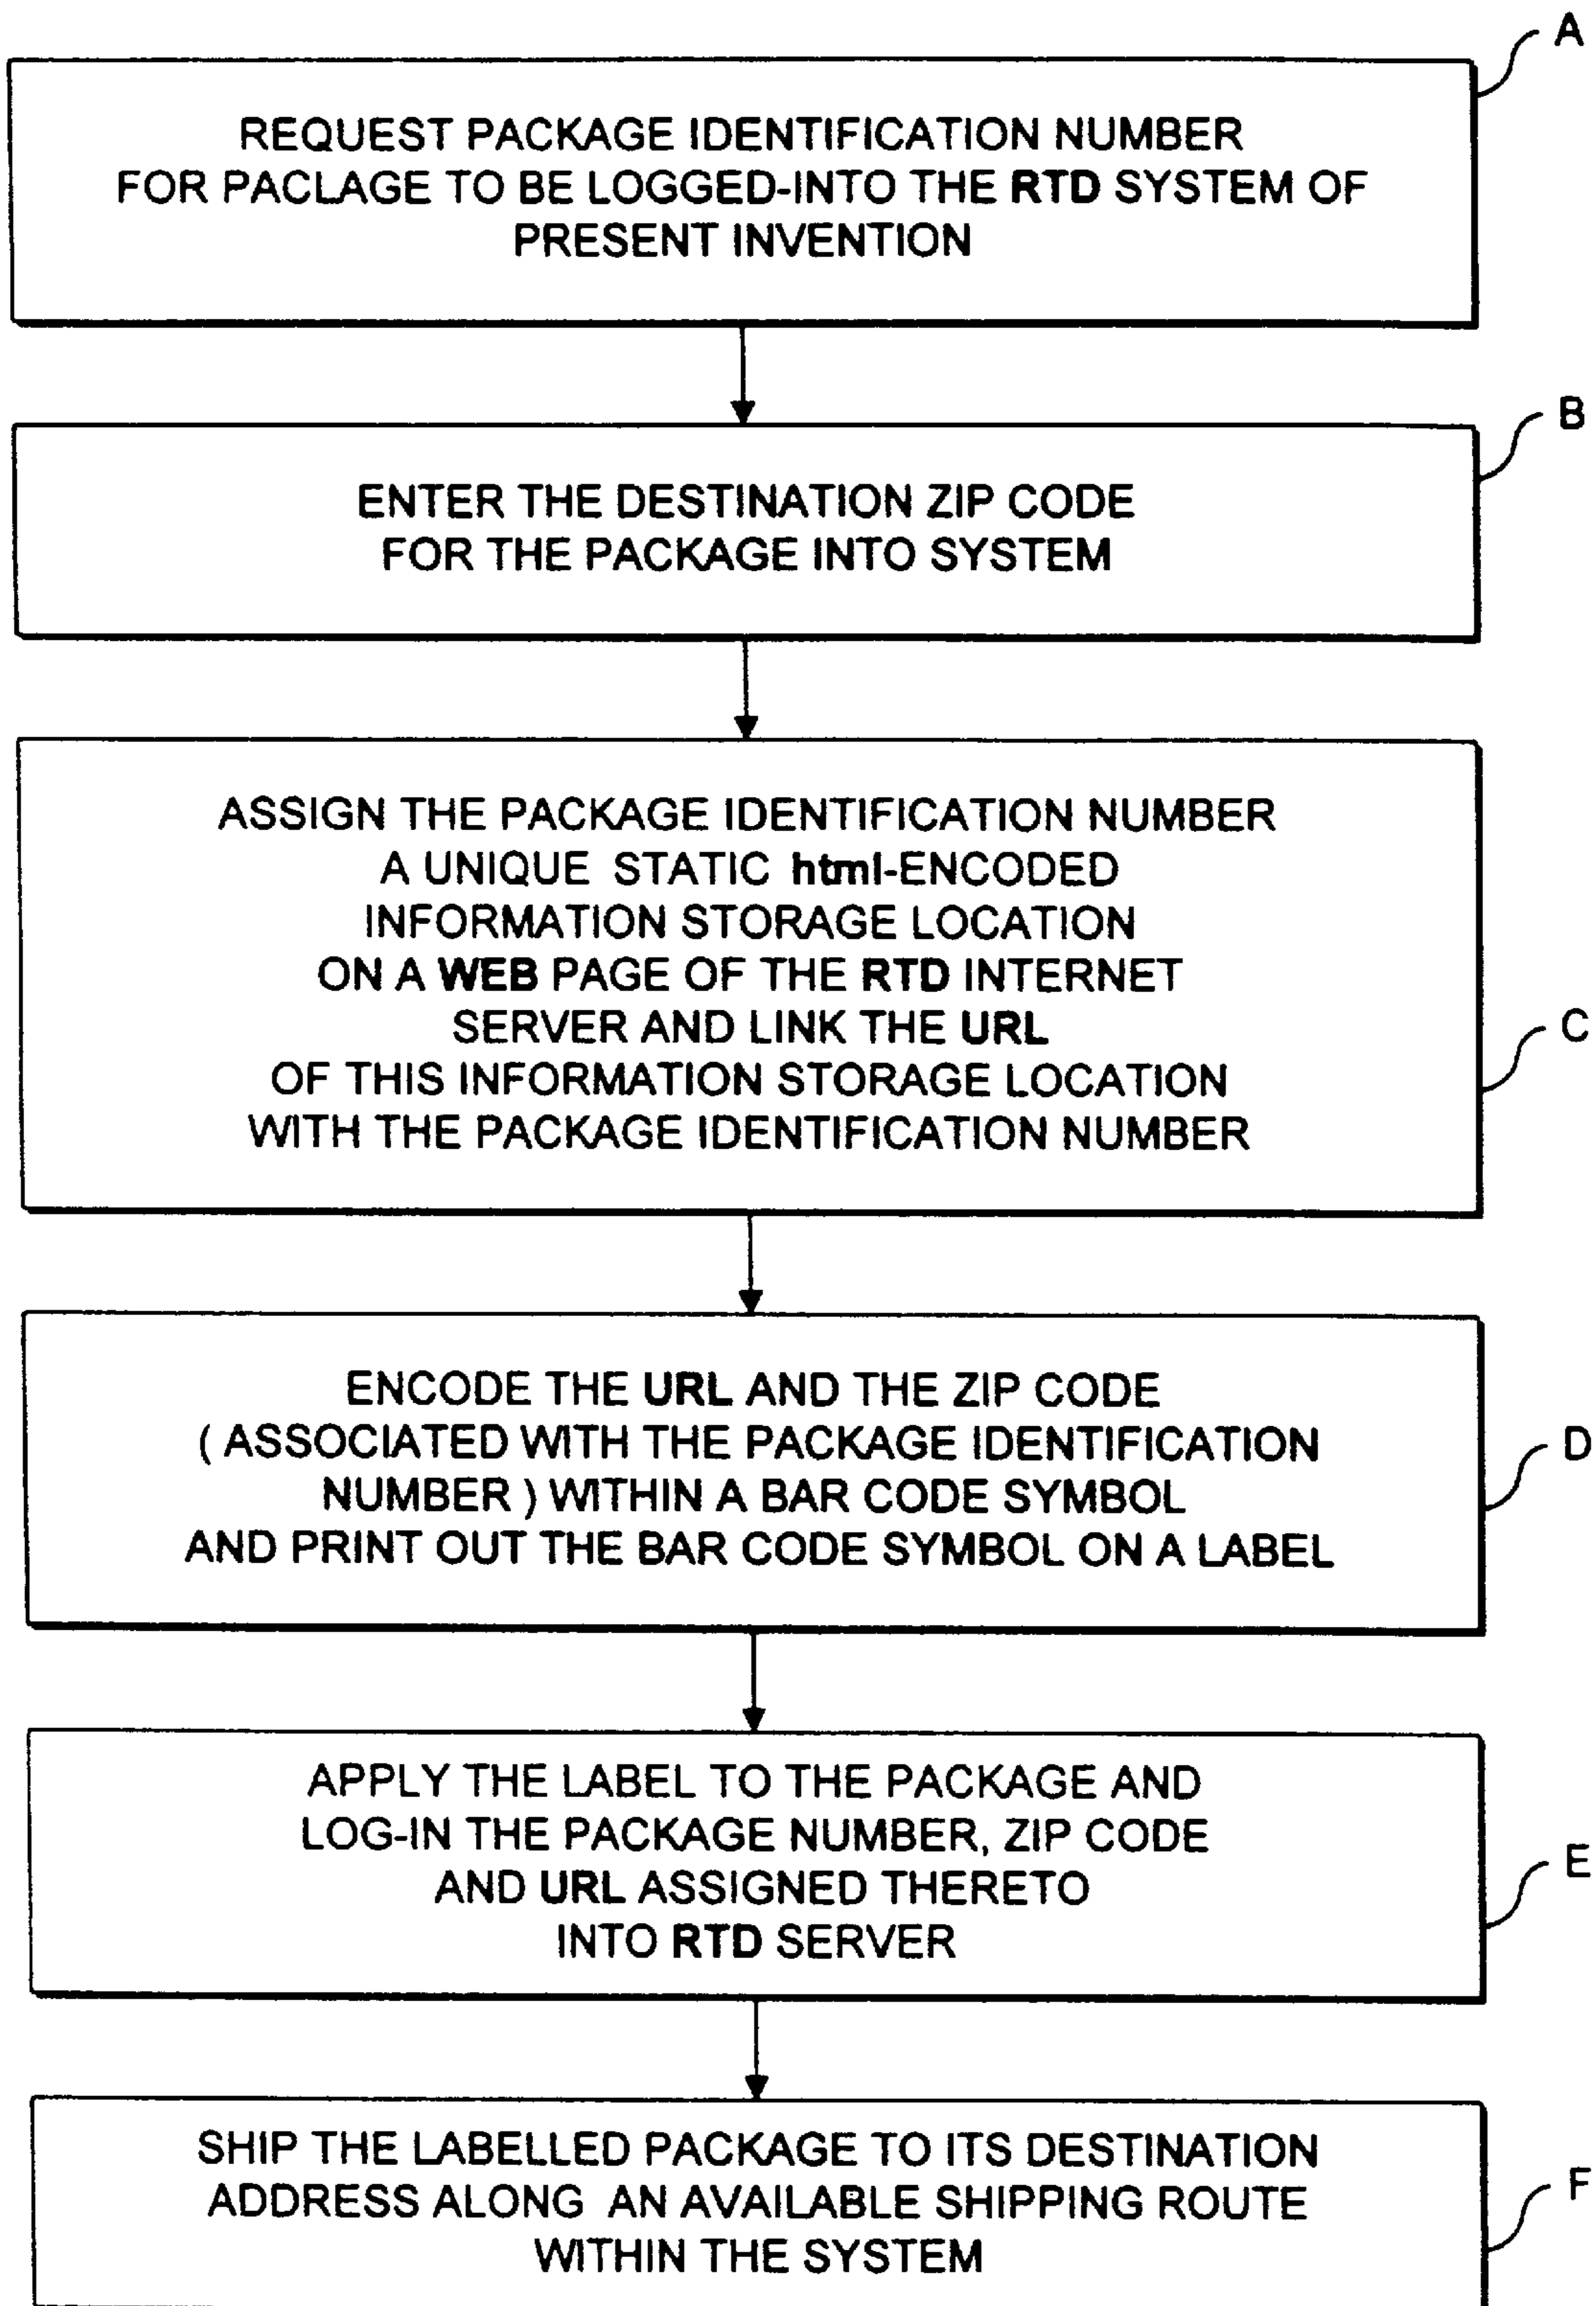 A
REQUEST PACKAGE IDENTIFICATION NUMBER
FOR PACLAGE TO BE LOGGED-INTO THE RTD SYSTEM OF
PRESENT INVENTION
B
ENTER THE DESTINATION ZIP CODE
FOR THE PACKAGE INTO SYSTEM
ASSIGN THE PACKAGE IDENTIFICATION NUMBER
A UNIQUE STATIC html-ENCODED
INFORMATION STORAGE LOCATION
ON A WEB PAGE OF THE RTD INTERNET
SERVER AND LINK THE URL
C
OF THIS INFORMATION STORAGE LOCATION
WITH THE PACKAGE IDENTIFICATION NUMBER
ENCODE THE URL AND THE ZIP CODE
( ASSOCIATED WITH THE PACKAGE IDENTIFICATION
D
NUMBER ) WITHIN A BAR CODE SYMBOL
AND PRINT OUT THE BAR CODE SYMBOL ON A LABEL
APPLY THE LABEL TO THE PACKAGE AND
LOG-IN THE PACKAGE NUMBER, ZIP CODE
E
AND URL ASSIGNED THERETO
INTO RTD SERVER
SHIP THE LABELLED PACKAGE TO ITS DESTINATION
F
ADDRESS ALONG AN AVAILABLE SHIPPING ROUTE
WITHIN THE SYSTEM